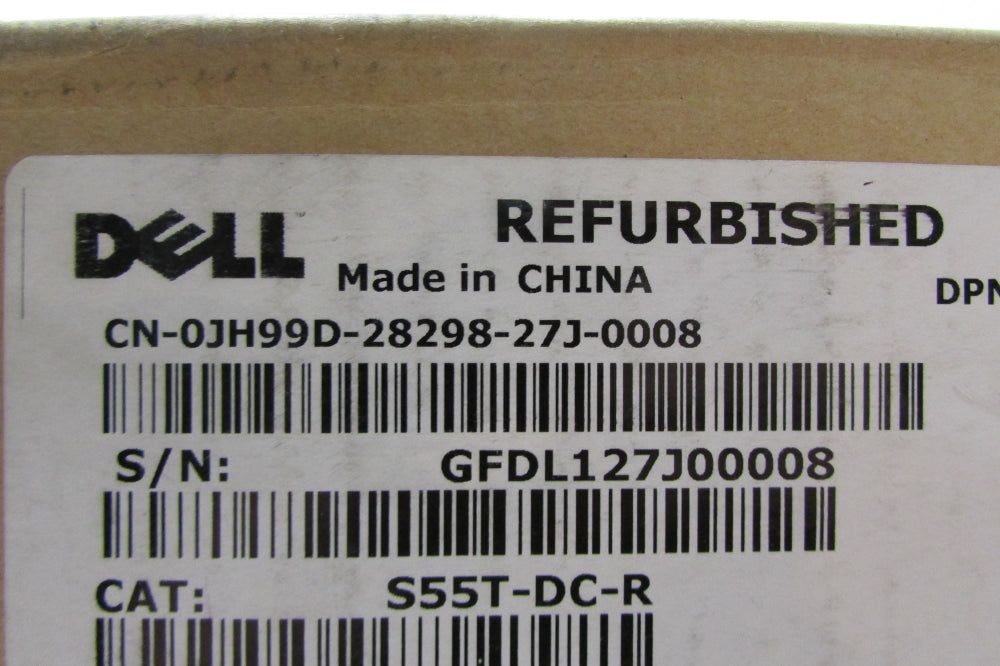 DELL REFURBISHED
Made in CHINA
DPN
CN-0JH99D-28298-27J-0008
S/N: GFDL127J00008
CAT: S55T-DC-R